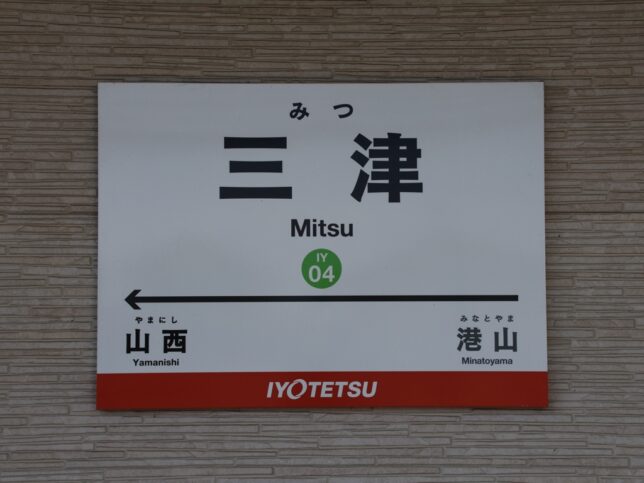 みつ
三津
Mitsu
IY
04
やまにし
山西
Yamanishi
みなとやま
港山
Minatoyama
IYOTETSU